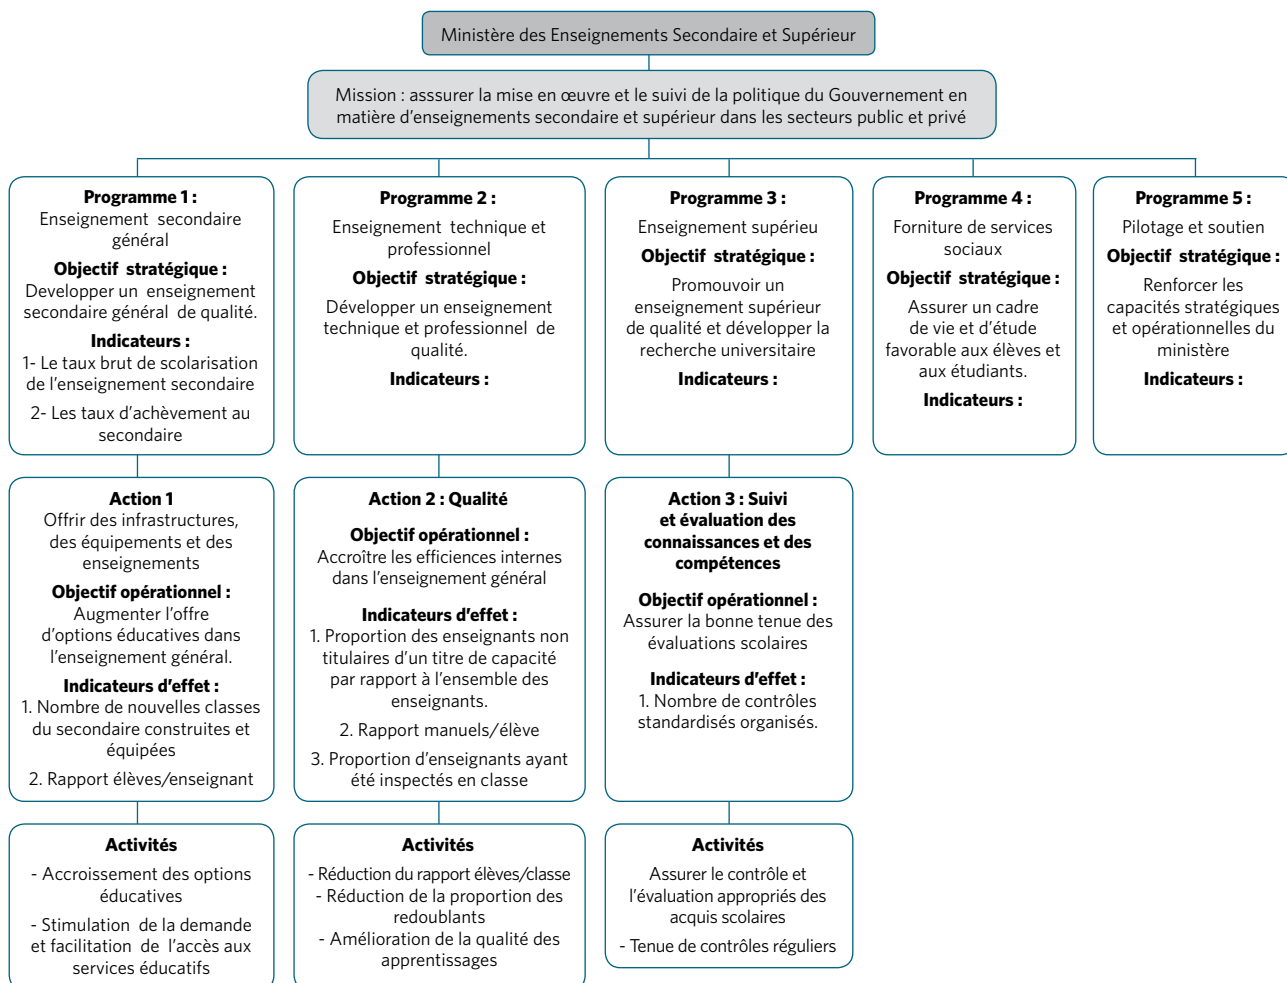 Ministère des Enseignements Secondaire et Supérieur
Mission : asssurer la mise en œuvre et le suivi de la politique du Gouvernement en
matière d'enseignements secondaire et supérieur dans les secteurs public et privé
Programme 1 :
Enseignement secondaire
général
Objectif stratégique :
Developper un enseignement
secondaire général de qualité.
Indicateurs :
1- Le taux brut de scolarisation
de l'enseignement secondaire
2- Les taux d'achèvement au
secondaire
Programme 2 :
Enseignement technique et
professionnel
Objectif stratégique :
Développer un enseignement
technique et professionnel de
qualité.
Indicateurs :
Programme 3 :
Enseignement supérieu
Objectif stratégique :
Promouvoir un
enseignement supérieur
de qualité et développer la
recherche universitaire
Indicateurs :
Programme 4 :
Forniture de services
sociaux
Objectif stratégique :
Assurer un cadre
de vie et d'étude
favorable aux élèves et
aux étudiants.
Indicateurs :
Programme 5 :
Pilotage et soutien
Objectif stratégique :
Renforcer les
capacités stratégiques
et opérationnelles du
ministère
Indicateurs :
Action 1
Offrir des infrastructures,
des équipements et des
enseignements
Objectif opérationnel :
Augmenter l'offre
d'options éducatives dans
l'enseignement général.
Indicateurs d'effet :
1. Nombre de nouvelles classes
du secondaire construites et
équipées
2. Rapport élèves/enseignant
Action 2 : Qualité
Objectif opérationnel :
Accroître les efficiences internes
dans l'enseignement général
Indicateurs d'effet :
1. Proportion des enseignants non
titulaires d'un titre de capacité
par rapport à l'ensemble des
enseignants.
2. Rapport manuels/élève
3. Proportion d'enseignants ayant
été inspectés en classe
Action 3 : Suivi
et évaluation des
connaissances et des
compétences
Objectif opérationnel :
Assurer la bonne tenue des
évaluations scolaires
Indicateurs d'effet :
1. Nombre de contrôles
standardisés organisés.
Activités
- Accroissement des options
éducatives
- Stimulation de la demande
et facilitation de l'accès aux
services éducatifs
Activités
- Réduction du rapport élèves/classe
- Réduction de la proportion des
redoublants
- Amélioration de la qualité des
apprentissages
Activités
Assurer le contrôle et
l'évaluation appropriés des
acquis scolaires
- Tenue de contrôles réguliers